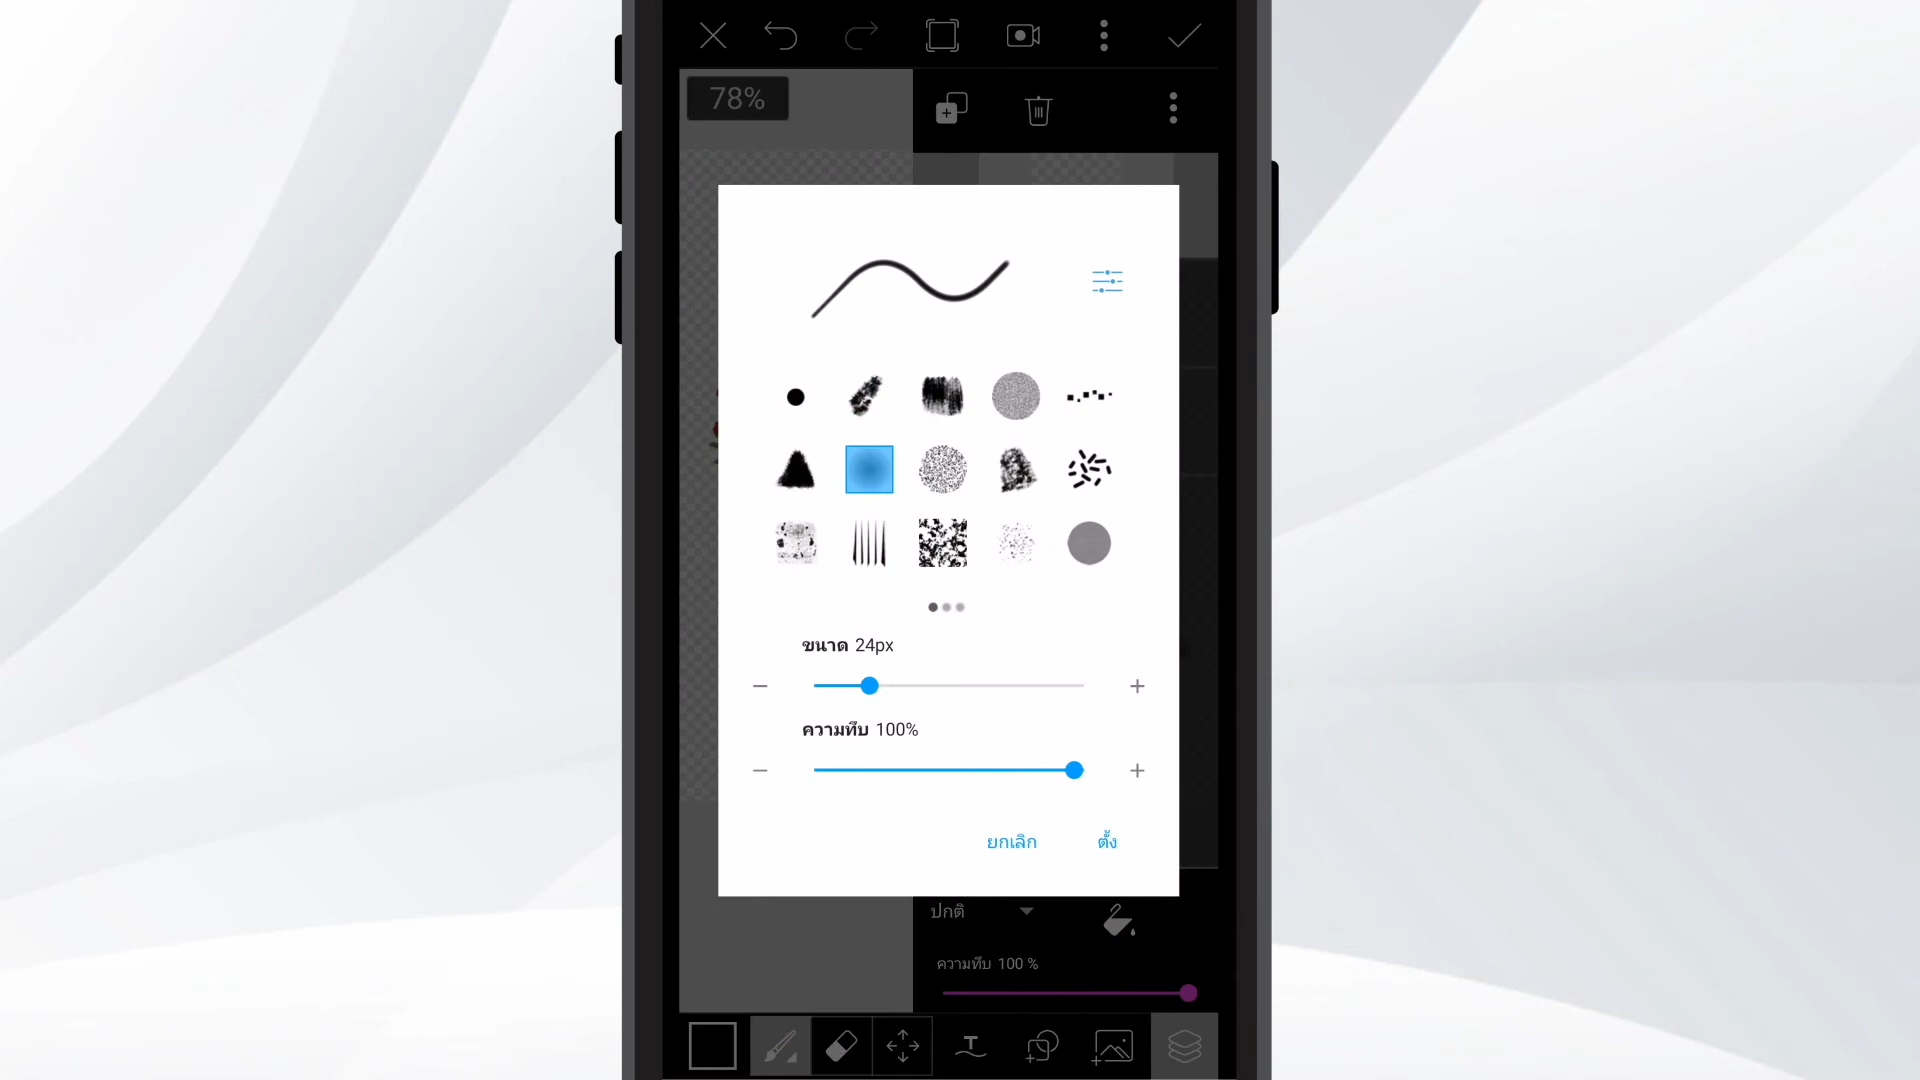 78%
ขนาด 24px
ความทึบ 100%
ยกเลิก ตั้ง
ปกติ
ความทึบ 100 %
T